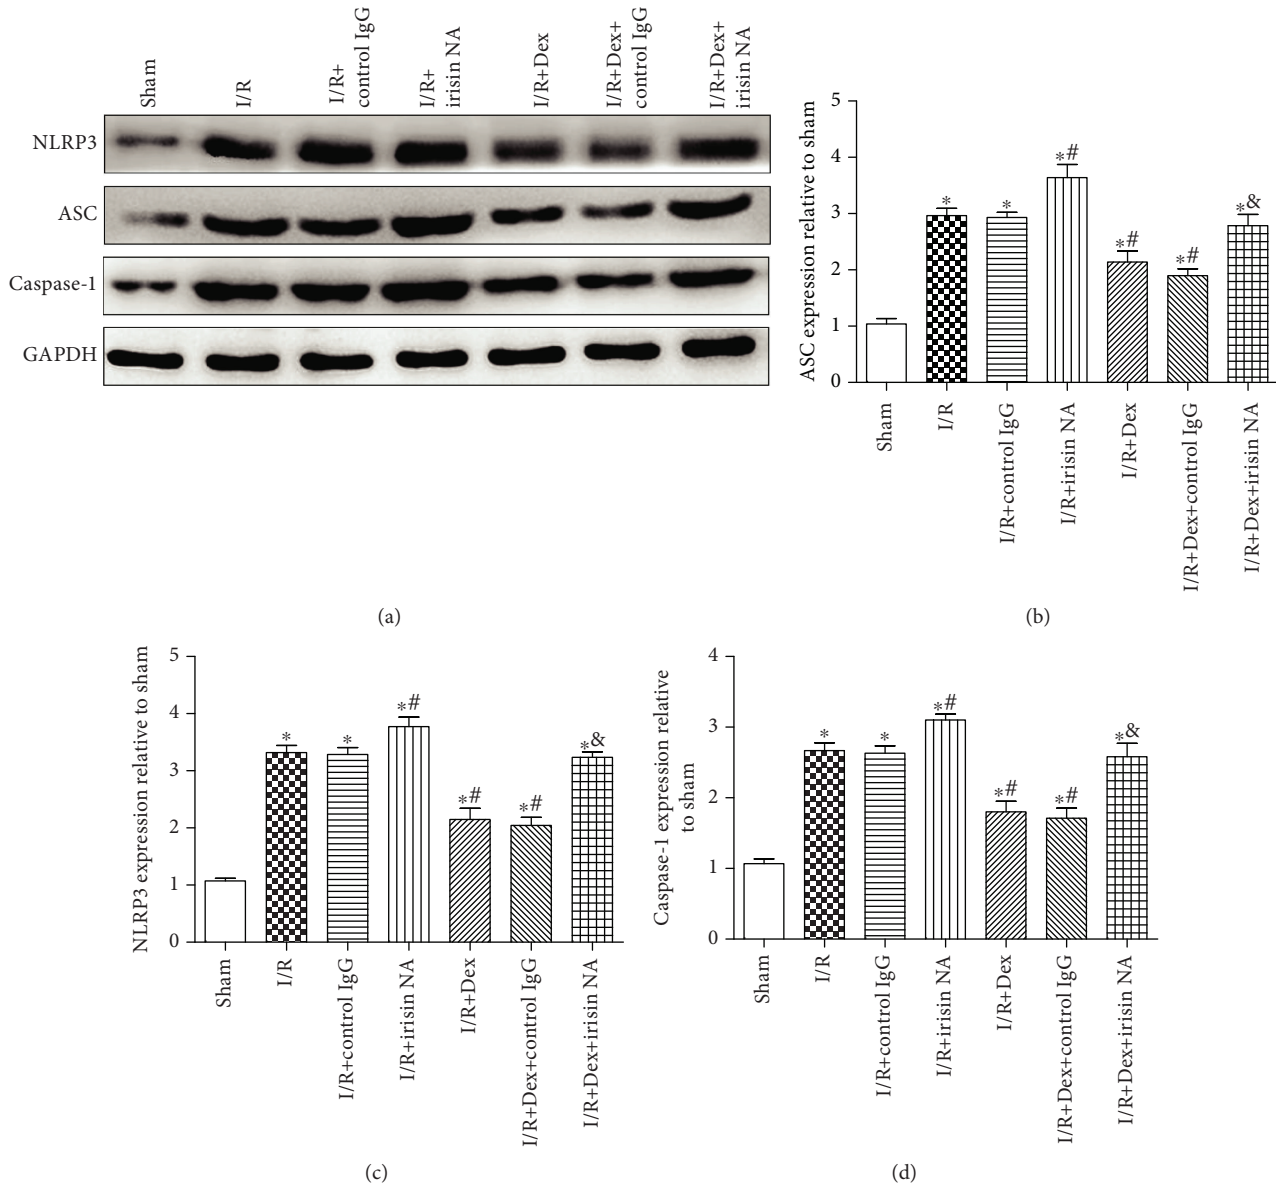 Sham
I/R
I/R+
control IgG
I/R+
irisin NA
I/R+Dex
I/R+Dex+
control IgG
I/R+Dex+
irisin NA
NLRP3
ASC
Caspase-1
GAPDH
(a)
ASC expression relative to sham
5
4
3
2
1
0
*
*
*#
*#
*#
*&
Sham
I/R
I/R+control IgG
I/R+irisin NA
I/R+Dex
I/R+Dex+control IgG
I/R+Dex+irisin NA
(b)
NLRP3 expression relative to sham
5
4
3
2
1
0
*
*
*#
*#
*#
*&
Sham
I/R
I/R+control IgG
I/R+irisin NA
I/R+Dex
I/R+Dex+control IgG
I/R+Dex+irisin NA
(c)
Caspase-1 expression relative
to sham
4
3
2
1
0
*
*
*#
*#
*#
*&
Sham
I/R
I/R+control IgG
I/R+irisin NA
I/R+Dex
I/R+Dex+control IgG
I/R+Dex+irisin NA
(d)